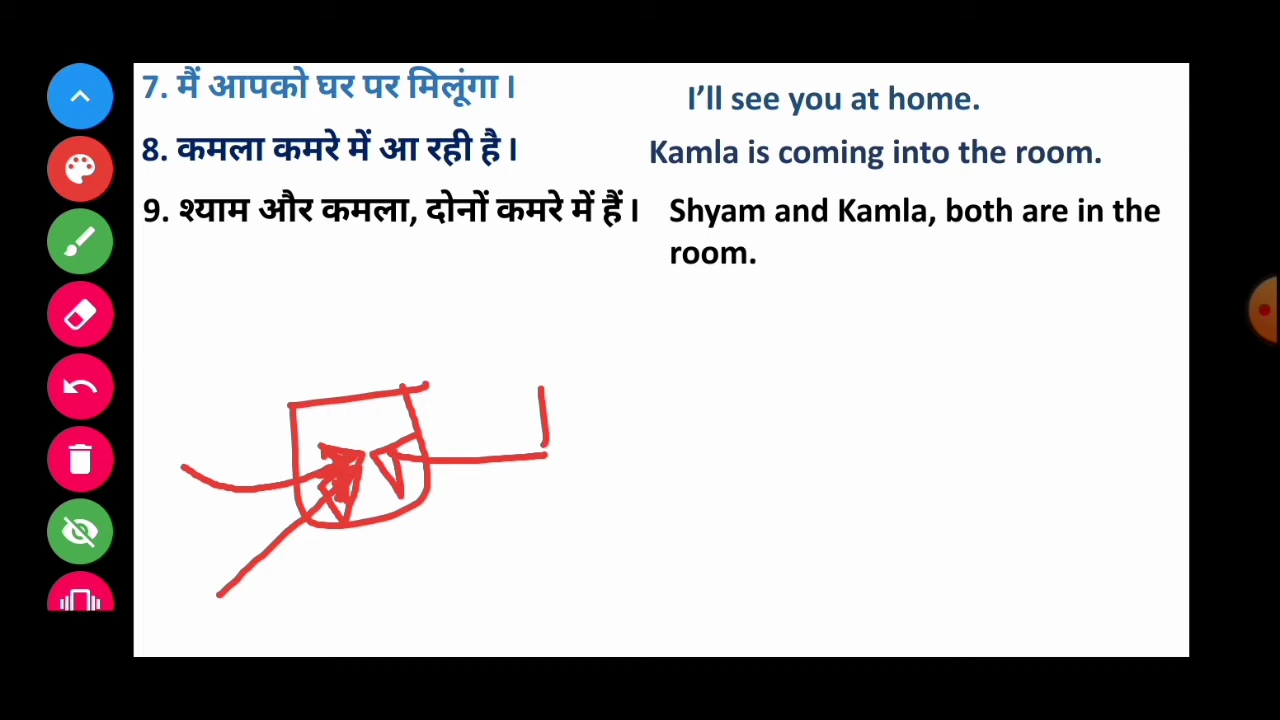 7. मैं आपको घर पर मिलूंगा । I’ll see you at home.
8. कमला कमरे में आ रही है । Kamla is coming into the room.
9. श्याम और कमला, दोनों कमरे में हैं । Shyam and Kamla, both are in the
room.